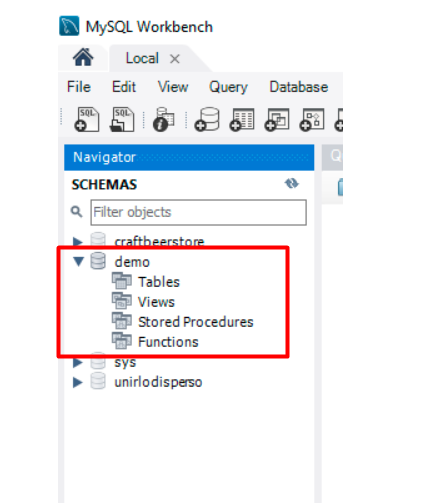 MySQL Workbench
Local
File Edit View Query Database
SQL SQL
Navigator
SCHEMAS
Filter objects
craftbeerstore
demo
Tables
Views
Stored Procedures
Functions
sys
unirlodisperso